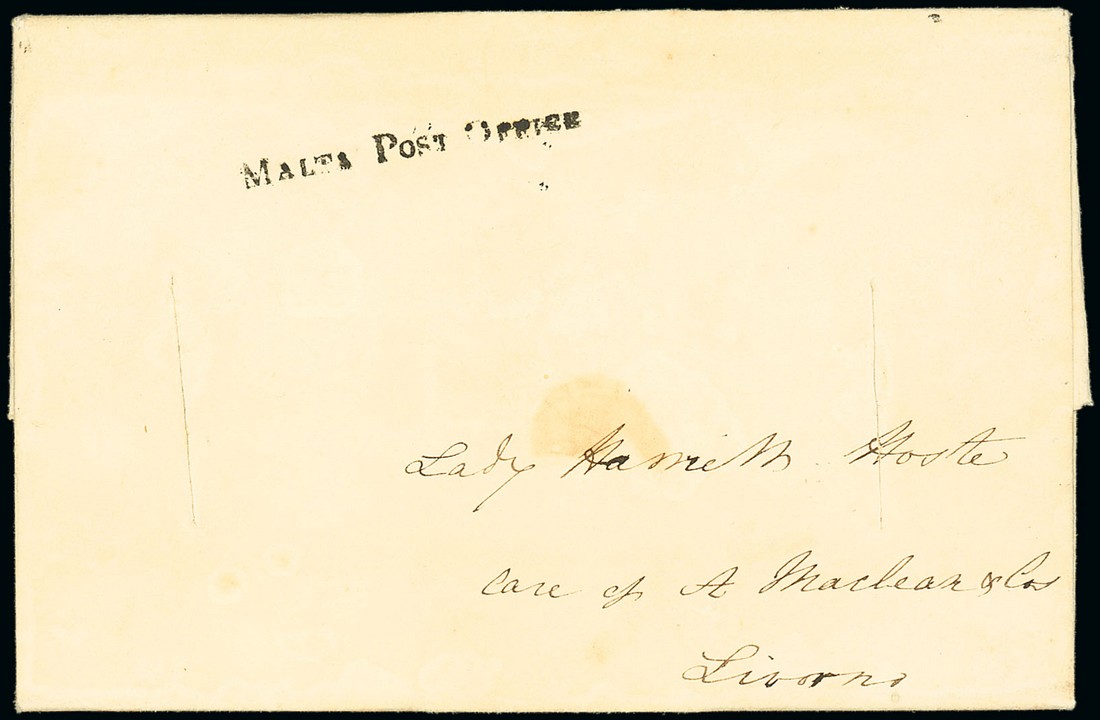 MALTA POST OFFICE
Lady Harriett Hoste
Care of A Maclean & Cos
Livorno